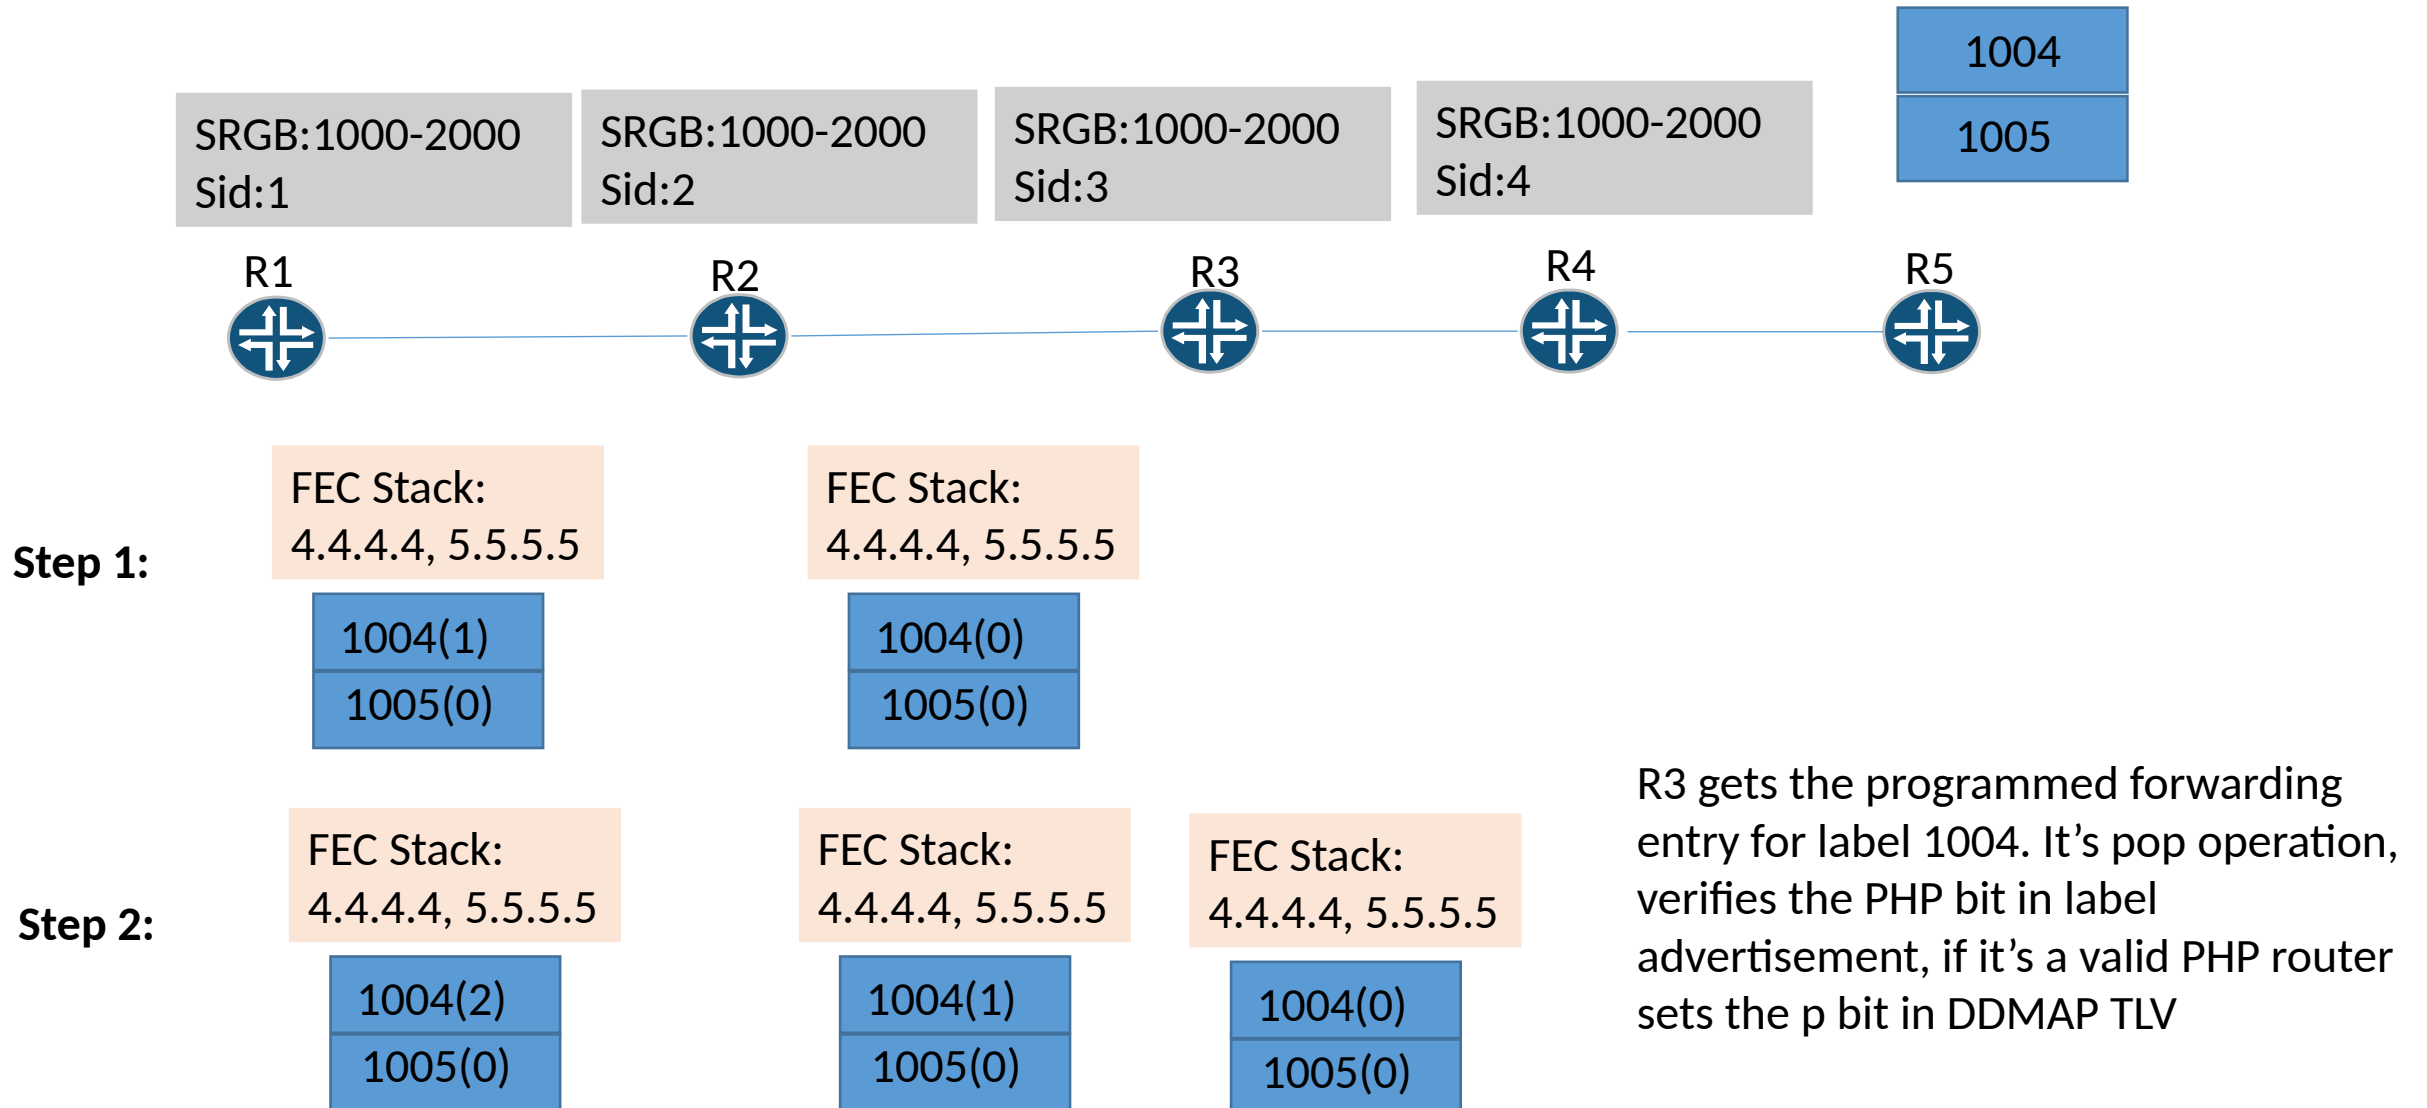 1004
1005
SRGB:1000-2000
Sid:1
SRGB:1000-2000
Sid:2
SRGB:1000-2000
Sid:3
SRGB:1000-2000
Sid:4
R1
R2
R3
R4
R5
Step 1:
FEC Stack:
4.4.4.4, 5.5.5.5
1004(1)
1005(0)
FEC Stack:
4.4.4.4, 5.5.5.5
1004(0)
1005(0)
Step 2:
FEC Stack:
4.4.4.4, 5.5.5.5
1004(2)
1005(0)
FEC Stack:
4.4.4.4, 5.5.5.5
1004(1)
1005(0)
FEC Stack:
4.4.4.4, 5.5.5.5
1004(0)
1005(0)
R3 gets the programmed forwarding
entry for label 1004. It’s pop operation,
verifies the PHP bit in label
advertisement, if it’s a valid PHP router
sets the p bit in DDMAP TLV